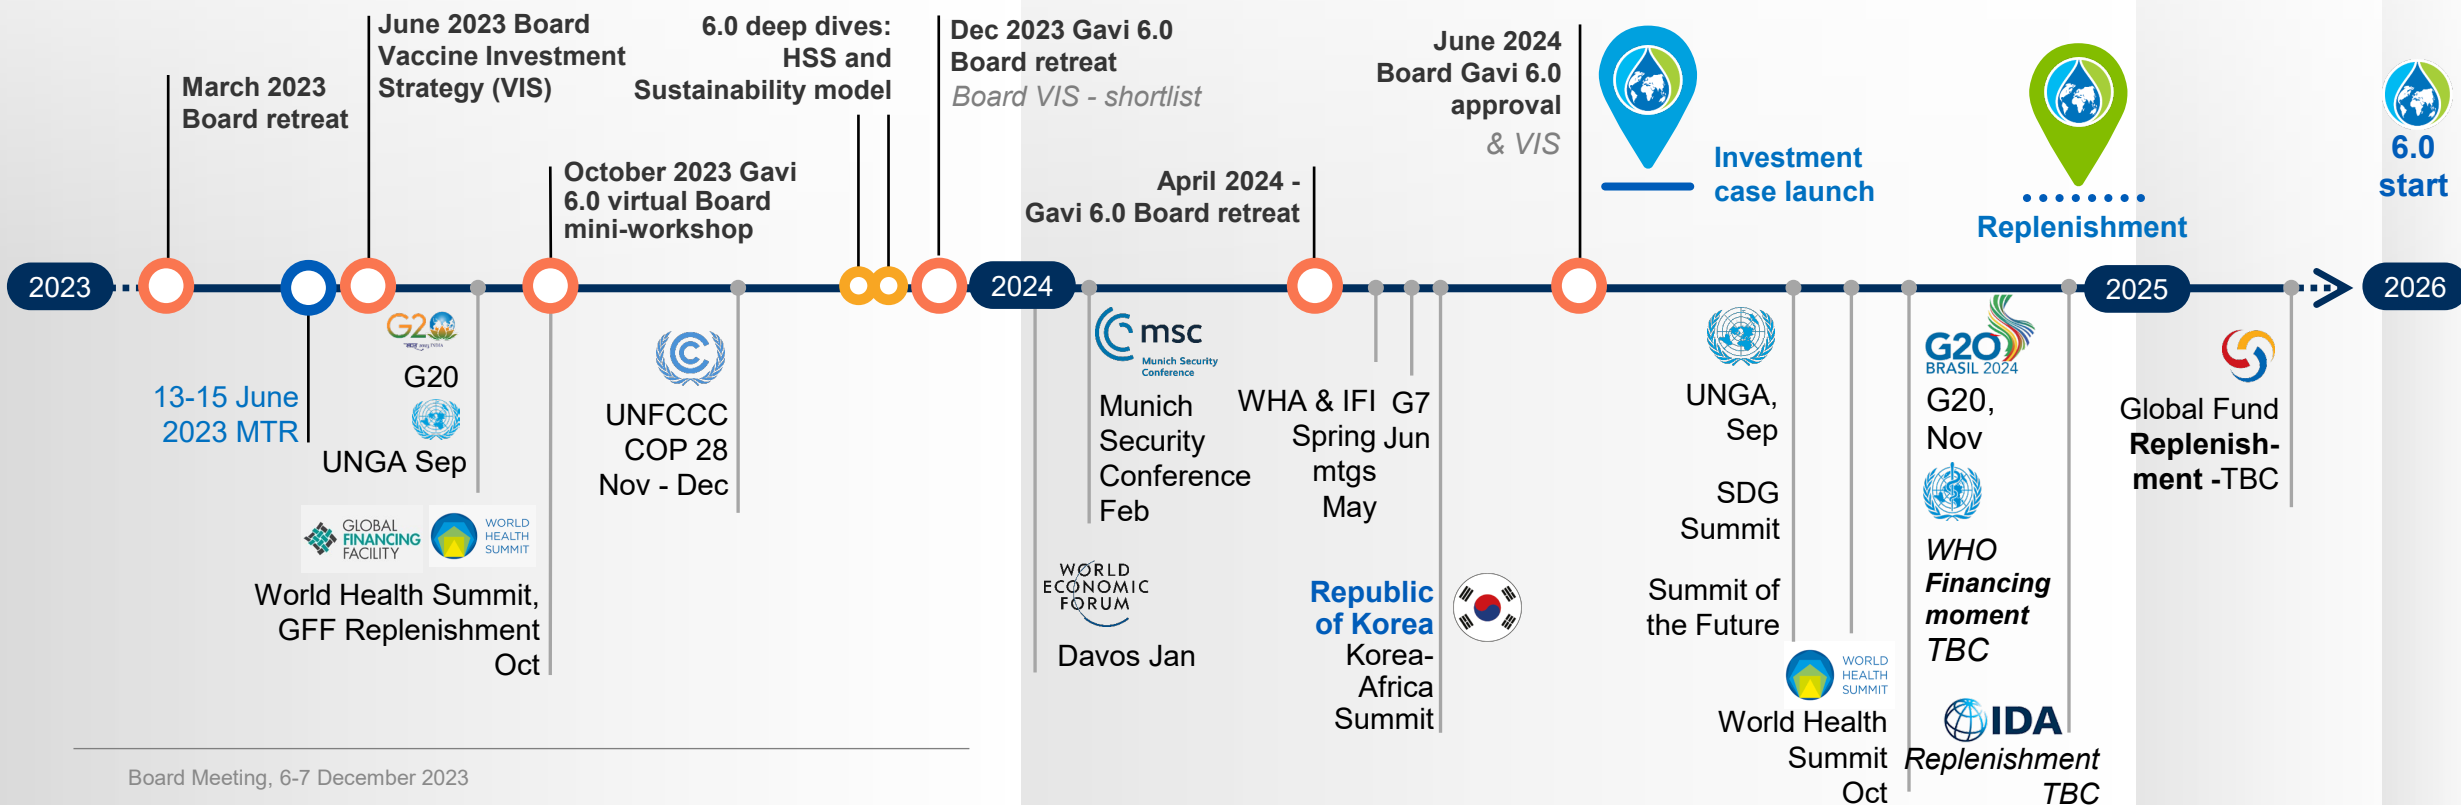 June 2023 Board
Vaccine Investment
Strategy (VIS)
6.0 deep dives:
HSS and
Sustainability model
Dec 2023 Gavi 6.0
Board retreat
Board VIS - shortlist
June 2024
Board Gavi 6.0
approval
& VIS
March 2023
Board retreat
October 2023 Gavi
6.0 virtual Board
mini-workshop
April 2024 -
Gavi 6.0 Board retreat
Investment
case launch
Replenishment
6.0
start
2023
2024
2025
2026
13-15 June
2023 MTR
G20
G20
UNGA Sep
GLOBAL
FINANCING
FACILITY
WORLD
HEALTH
SUMMIT
World Health Summit,
GFF Replenishment
Oct
UNFCCC
COP 28
Nov - Dec
msc
Munich Security
Conference
Munich
Security
Conference
Feb
WORLD
ECONOMIC
FORUM
Davos Jan
WHA & IFI
Spring
mtgs
May
G7
Jun
Republic
of Korea
Korea-
Africa
Summit
UNGA,
Sep
SDG
Summit
Summit of
the Future
WORLD
HEALTH
SUMMIT
World Health
Summit
Oct
G20
BRASIL 2024
G20,
Nov
WHO
Financing
moment
TBC
IDA
Replenishment
TBC
Global Fund
Replenish-
ment -TBC
Board Meeting, 6-7 December 2023